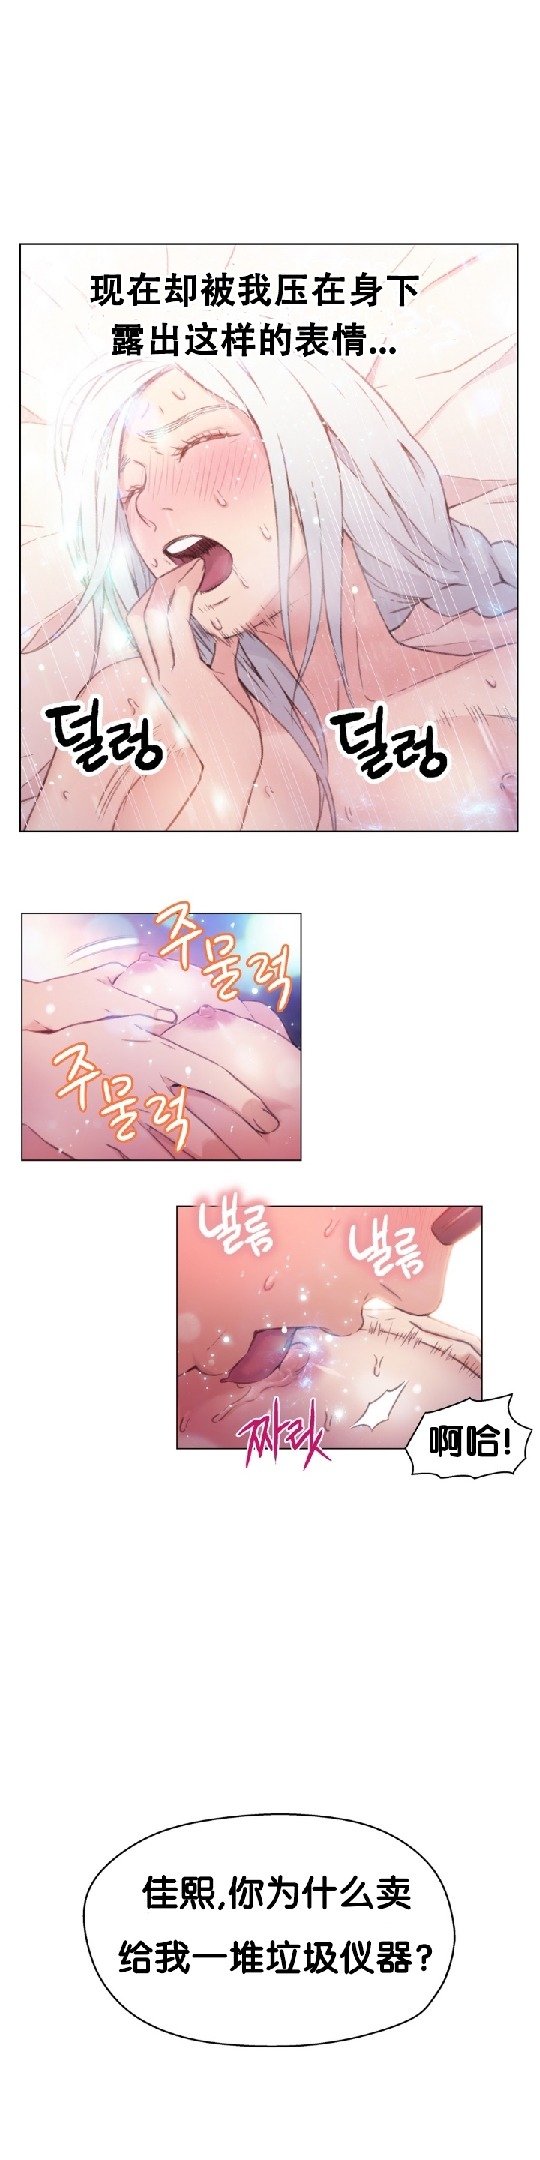 现在却被我压在身下
露出这样的表情...
덜렁
덜렁
주물럭
주물럭
낼름
낼름
짜릿
啊哈!
佳熙,你为什么卖
给我一堆垃圾仪器?